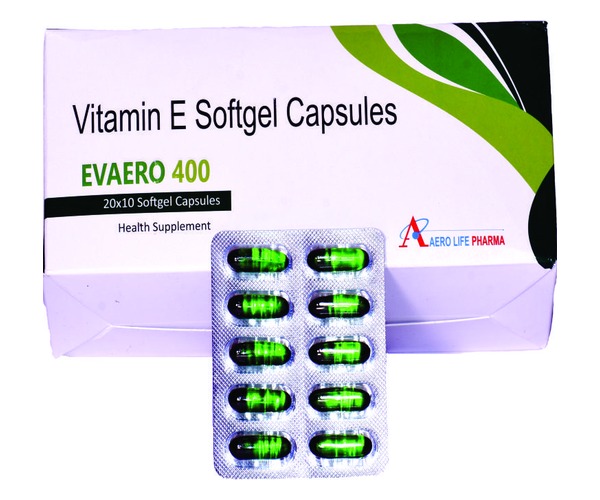 Vitamin E Softgel Capsules
EVAERO 400
20x10 Softgel Capsules
Health Supplement
AERO LIFE PHARMA